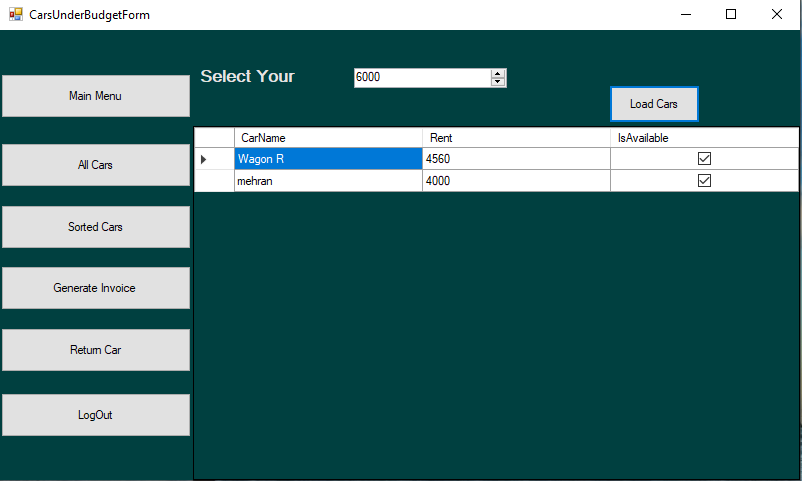 CarsUnderBudgetForm
Select Your
6000
Load Cars
Main Menu
All Cars
Sorted Cars
Generate Invoice
Return Car
LogOut
CarName Rent IsAvailable
Wagon R 4560
mehran 4000